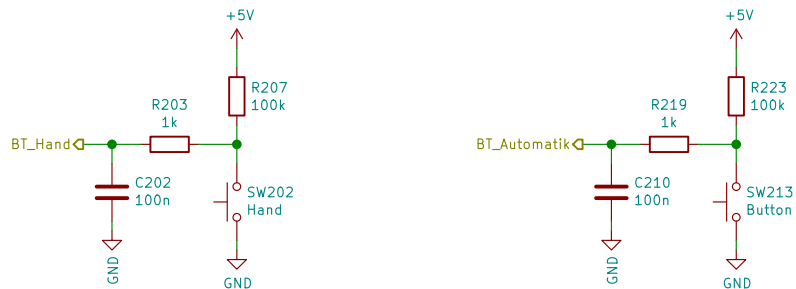 +5V
R207
100k
R203
1k
BT_Hand
C202
100n
SW202
Hand
GND
GND
+5V
R223
100k
R219
1k
BT_Automatik
C210
100n
SW213
Button
GND
GND